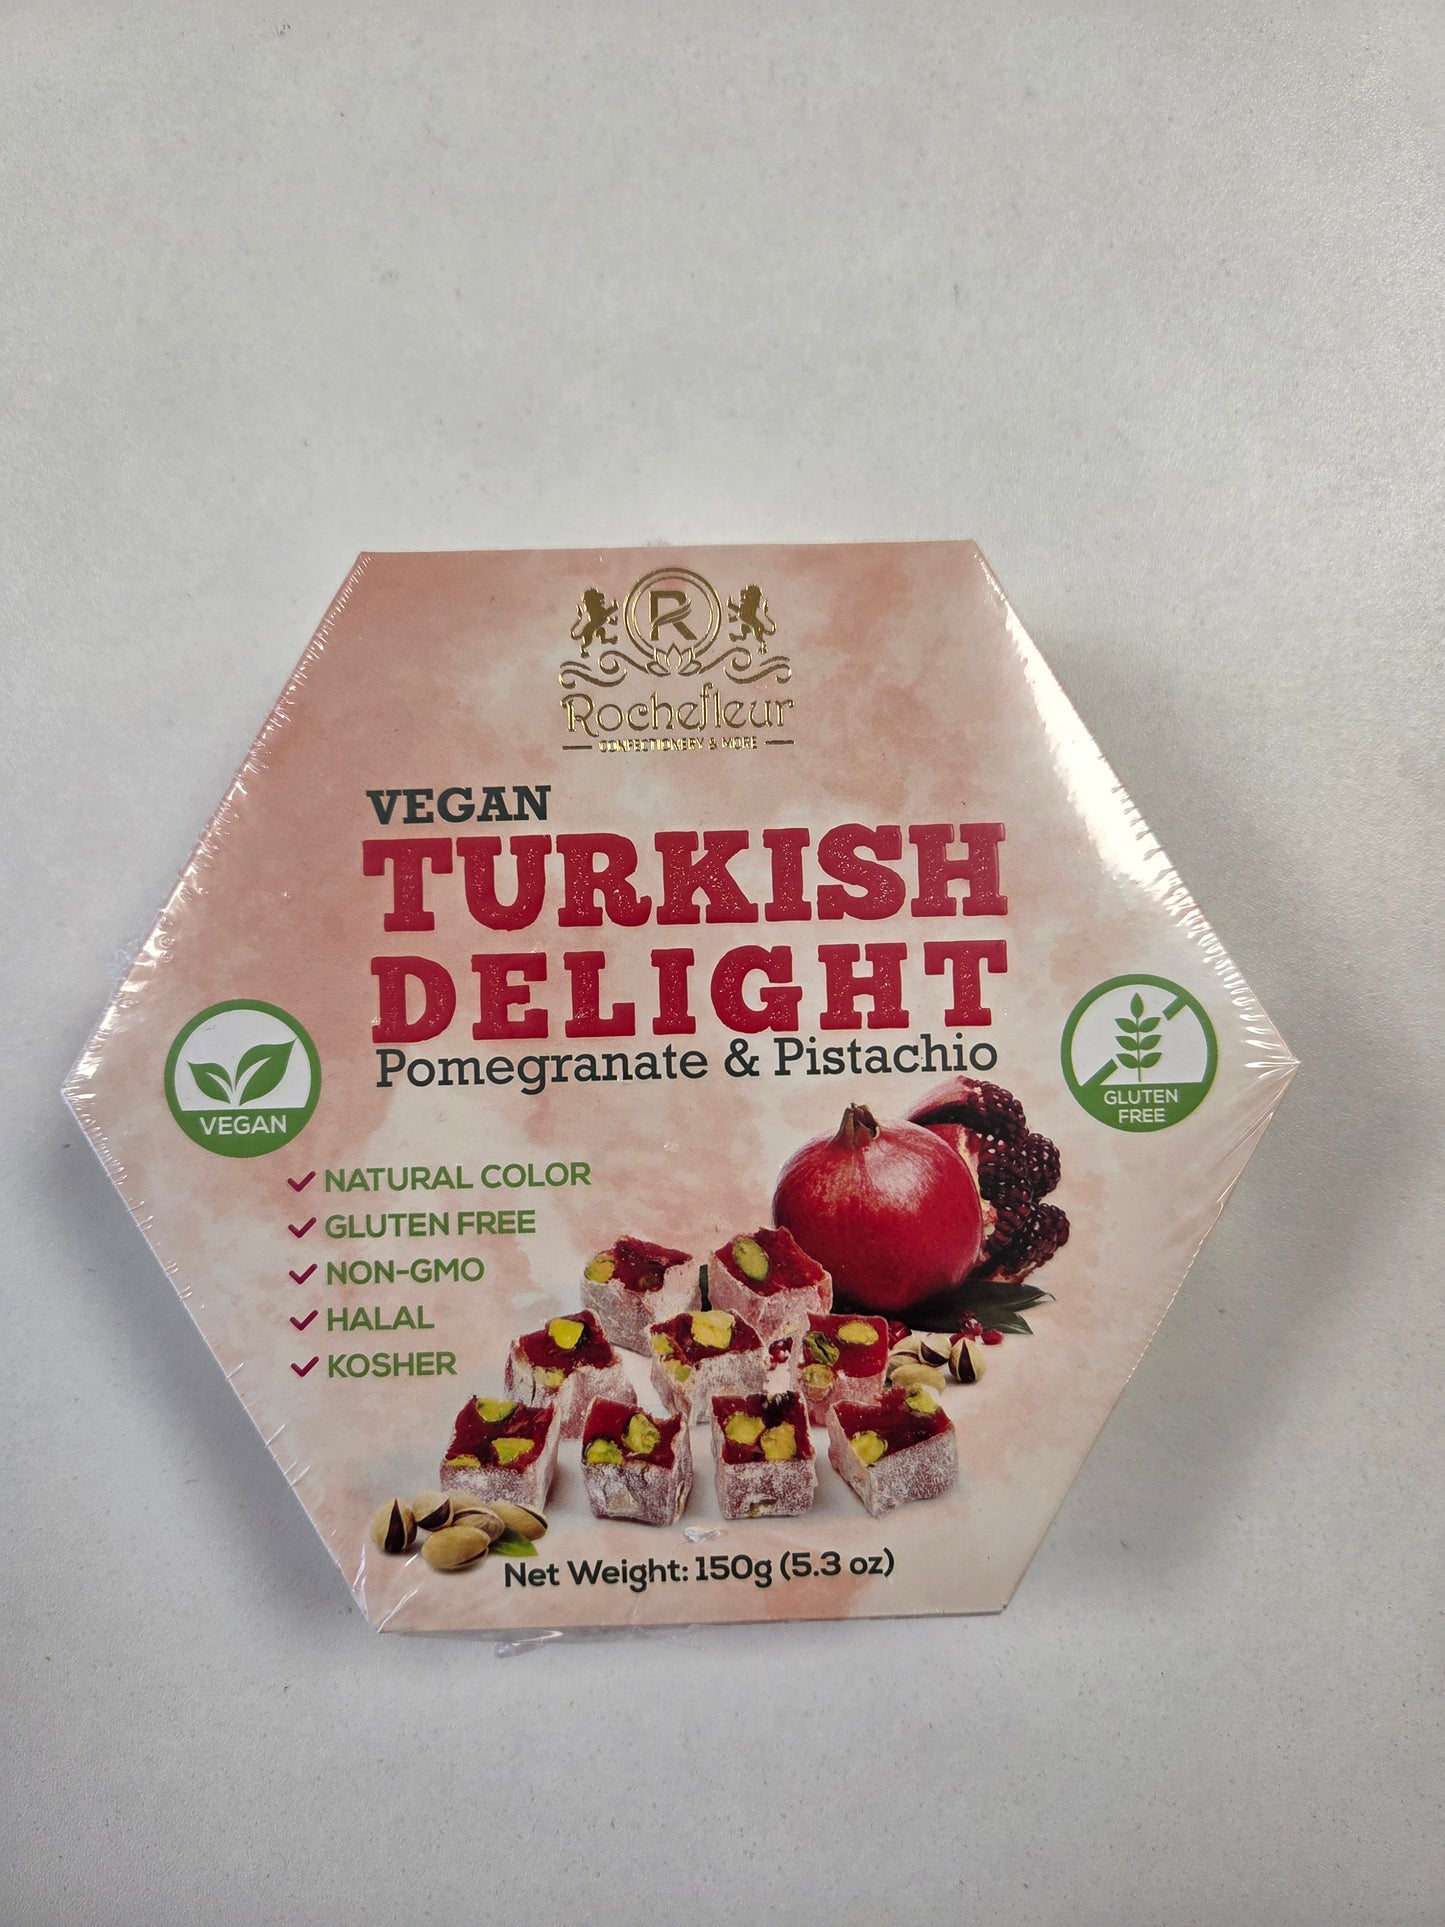 R
Rochefleur
CONFECTIONERY & MORE
VEGAN
TURKISH
DELIGHT
Pomegranate & Pistachio
VEGAN
GLUTEN
FREE
NATURAL COLOR
GLUTEN FREE
NON-GMO
HALAL
KOSHER
Net Weight: 150g (5.3 oz)